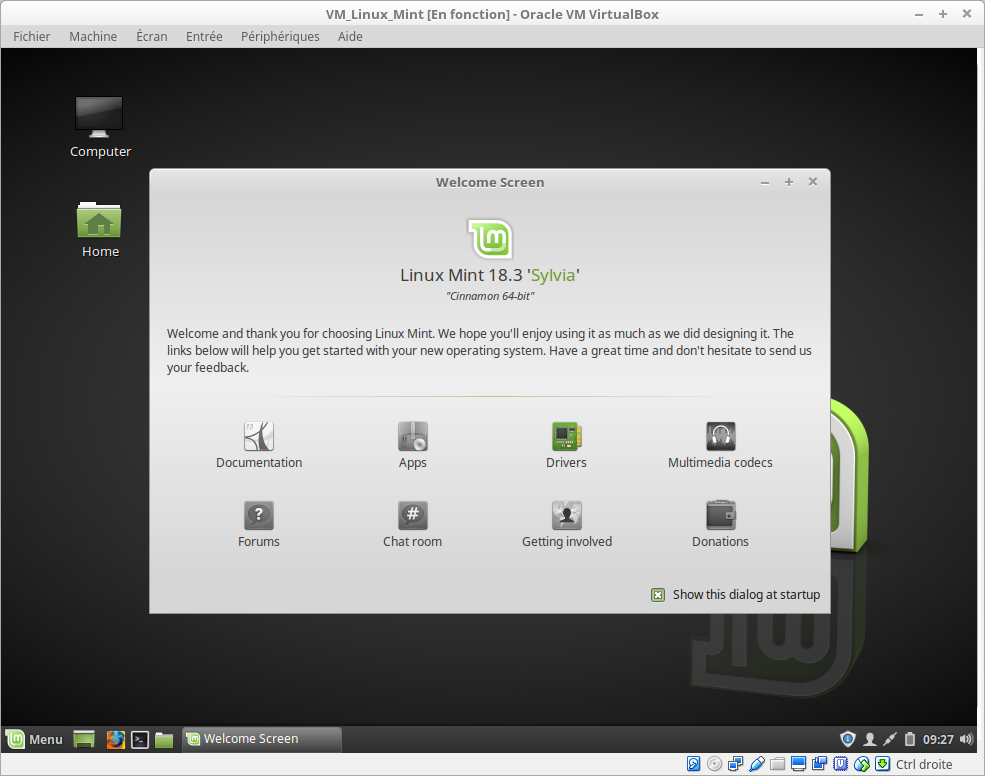 VM_Linux_Mint [En fonction] - Oracle VM VirtualBox
Fichier Machine Écran Entrée Périphériques Aide
Computer
Home
Welcome Screen
Linux Mint 18.3 'Sylvia'
"Cinnamon 64-bit"
Welcome and thank you for choosing Linux Mint. We hope you'll enjoy using it as much as we did designing it. The
links below will help you get started with your new operating system. Have a great time and don't hesitate to send us
your feedback.
Documentation Apps Drivers Multimedia codecs
Forums Chat room Getting involved Donations
Show this dialog at startup
Menu Welcome Screen 09:27
Ctrl droite